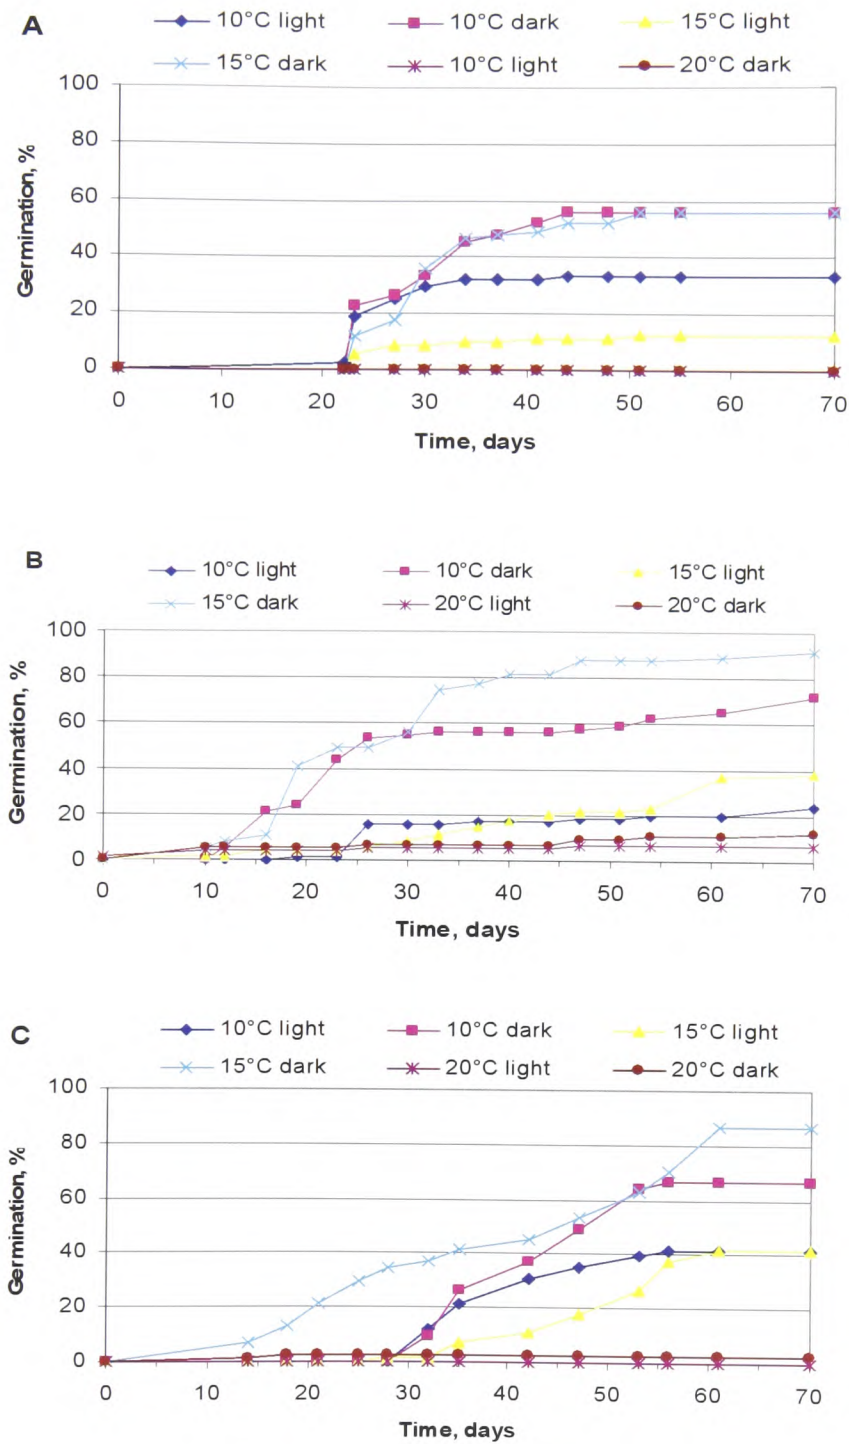 A
10°C light 10°C dark 15°C light
15°C dark 10°C light 20°C dark
100
80
60
40
20
0
Germination, %
0 10 20 30 40 50 60 70
Time, days
B
10°C light 10°C dark 15°C light
15°C dark 20°C light 20°C dark
100
80
60
40
20
0
Germination, %
0 10 20 30 40 50 60 70
Time, days
C
10°C light 10°C dark 15°C light
15°C dark 20°C light 20°C dark
100
80
60
40
20
0
Germination, %
0 10 20 30 40 50 60 70
Time, days